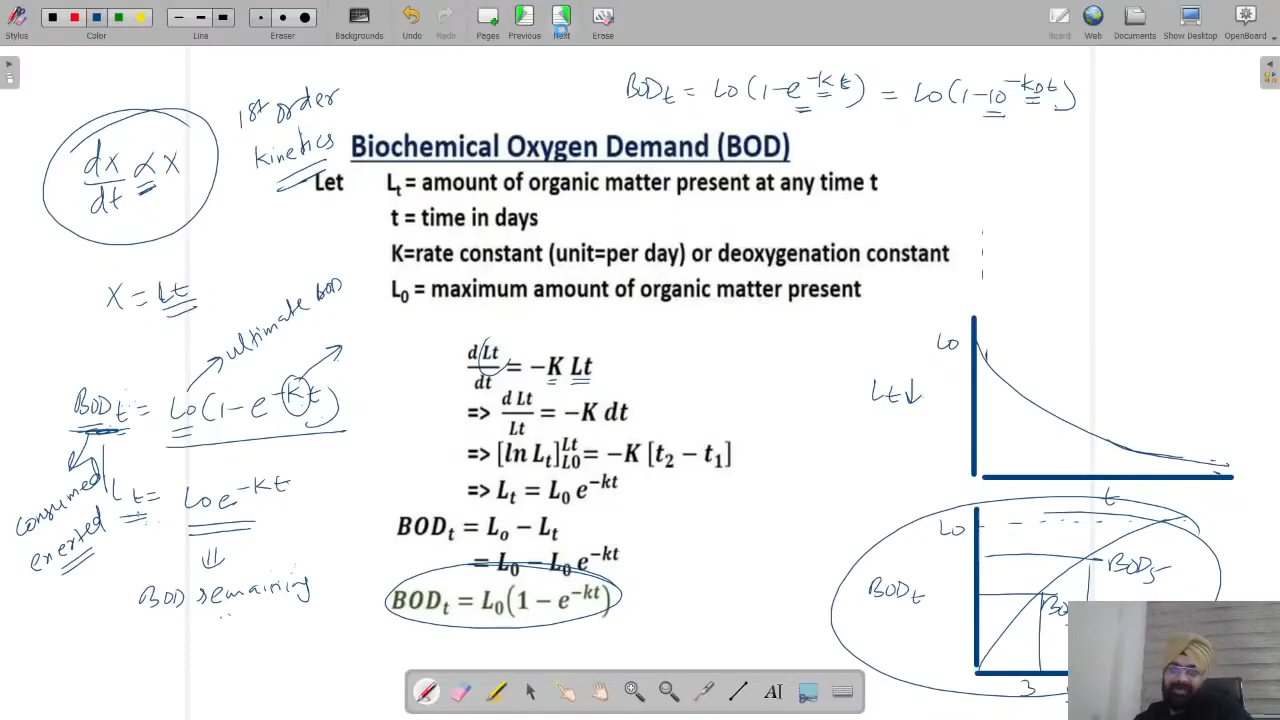 Stylus
Color
Line
Eraser
Backgrounds
Undo
Redo
Pages
Previous
Next
Erase
Board
Web
Documents
Show Desktop
OpenBoard
BODt = Lo(1-e^-Kt) = Lo(1-10^-KDt)
dx/dt α x
1st order
kinetics
Biochemical Oxygen Demand (BOD)
Let Lt = amount of organic matter present at any time t
t = time in days
K=rate constant (unit=per day) or deoxygenation constant
L0 = maximum amount of organic matter present
X = Lt
ultimate BOD
BODt = Lo(1-e^-Kt)
consumed
exerted
Lt = Lo e^-Kt
⇓
BOD remaining
dLt/dt = −K Lt
=> d Lt/Lt = −K dt
=> [ln Lt]L0^Lt = −K [t2 − t1]
=> Lt = L0 e^−kt
BODt = Lo − Lt
= L0 − L0 e^−kt
BODt = L0(1 − e^−kt)
Lo
Lt↓
t
Lo
BODt
BOD5
3